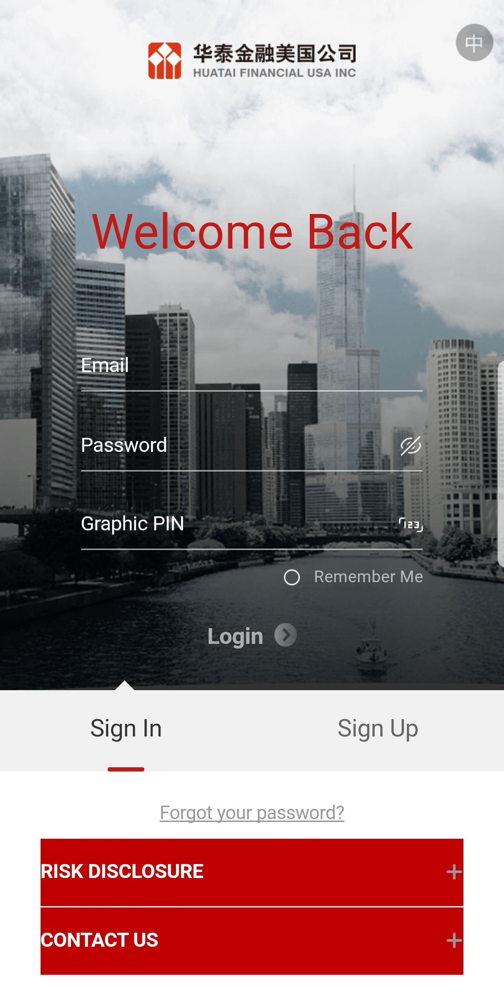 华泰金融美国公司
HUATAI FINANCIAL USA INC
中
Welcome Back
Email
Password
Graphic PIN
123
Remember Me
Login
Sign In
Sign Up
Forgot your password?
RISK DISCLOSURE
CONTACT US